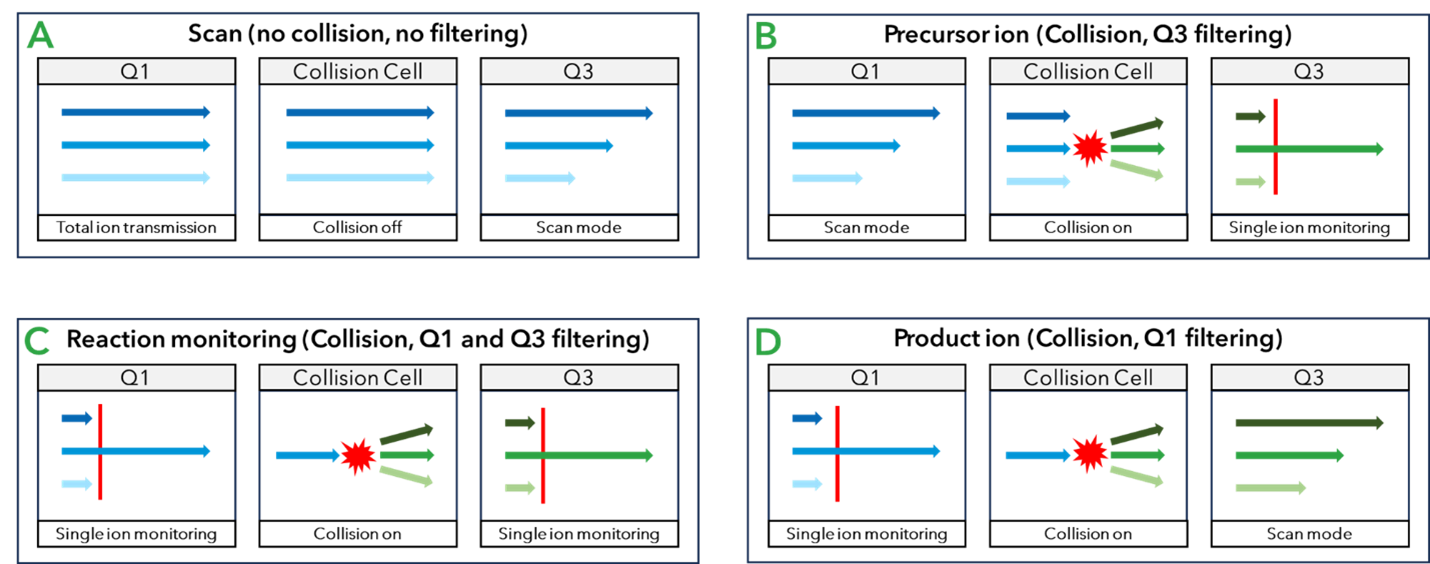 A Scan (no collision, no filtering)
Q1 Collision Cell Q3
Total ion transmission Collision off Scan mode
B Precursor ion (Collision, Q3 filtering)
Q1 Collision Cell Q3
Scan mode Collision on Single ion monitoring
C Reaction monitoring (Collision, Q1 and Q3 filtering)
Q1 Collision Cell Q3
Single ion monitoring Collision on Single ion monitoring
D Product ion (Collision, Q1 filtering)
Q1 Collision Cell Q3
Single ion monitoring Collision on Scan mode